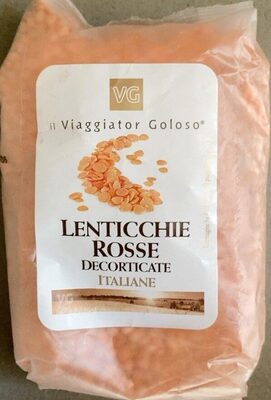 VG
il Viaggiator Goloso®
LENTICCHIE
ROSSE
DECORTICATE
ITALIANE